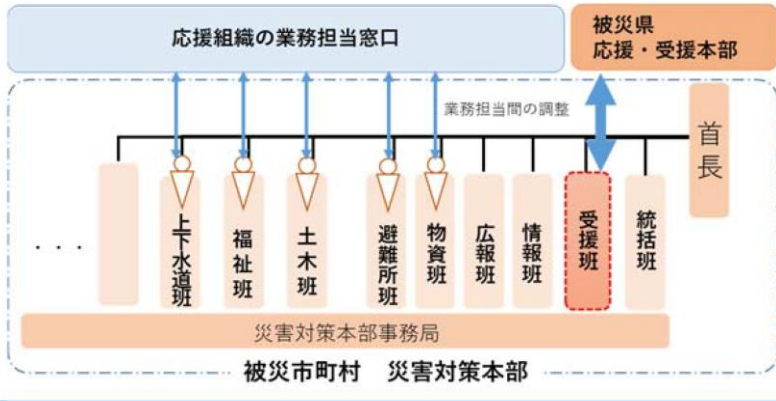 応援組織の業務担当窓口
被災県
応援・受援本部
業務担当間の調整
首長
・・・
上下水道班
福祉班
土木班
避難所班
物資班
広報班
情報班
受援班
統括班
災害対策本部事務局
被災市町村　災害対策本部